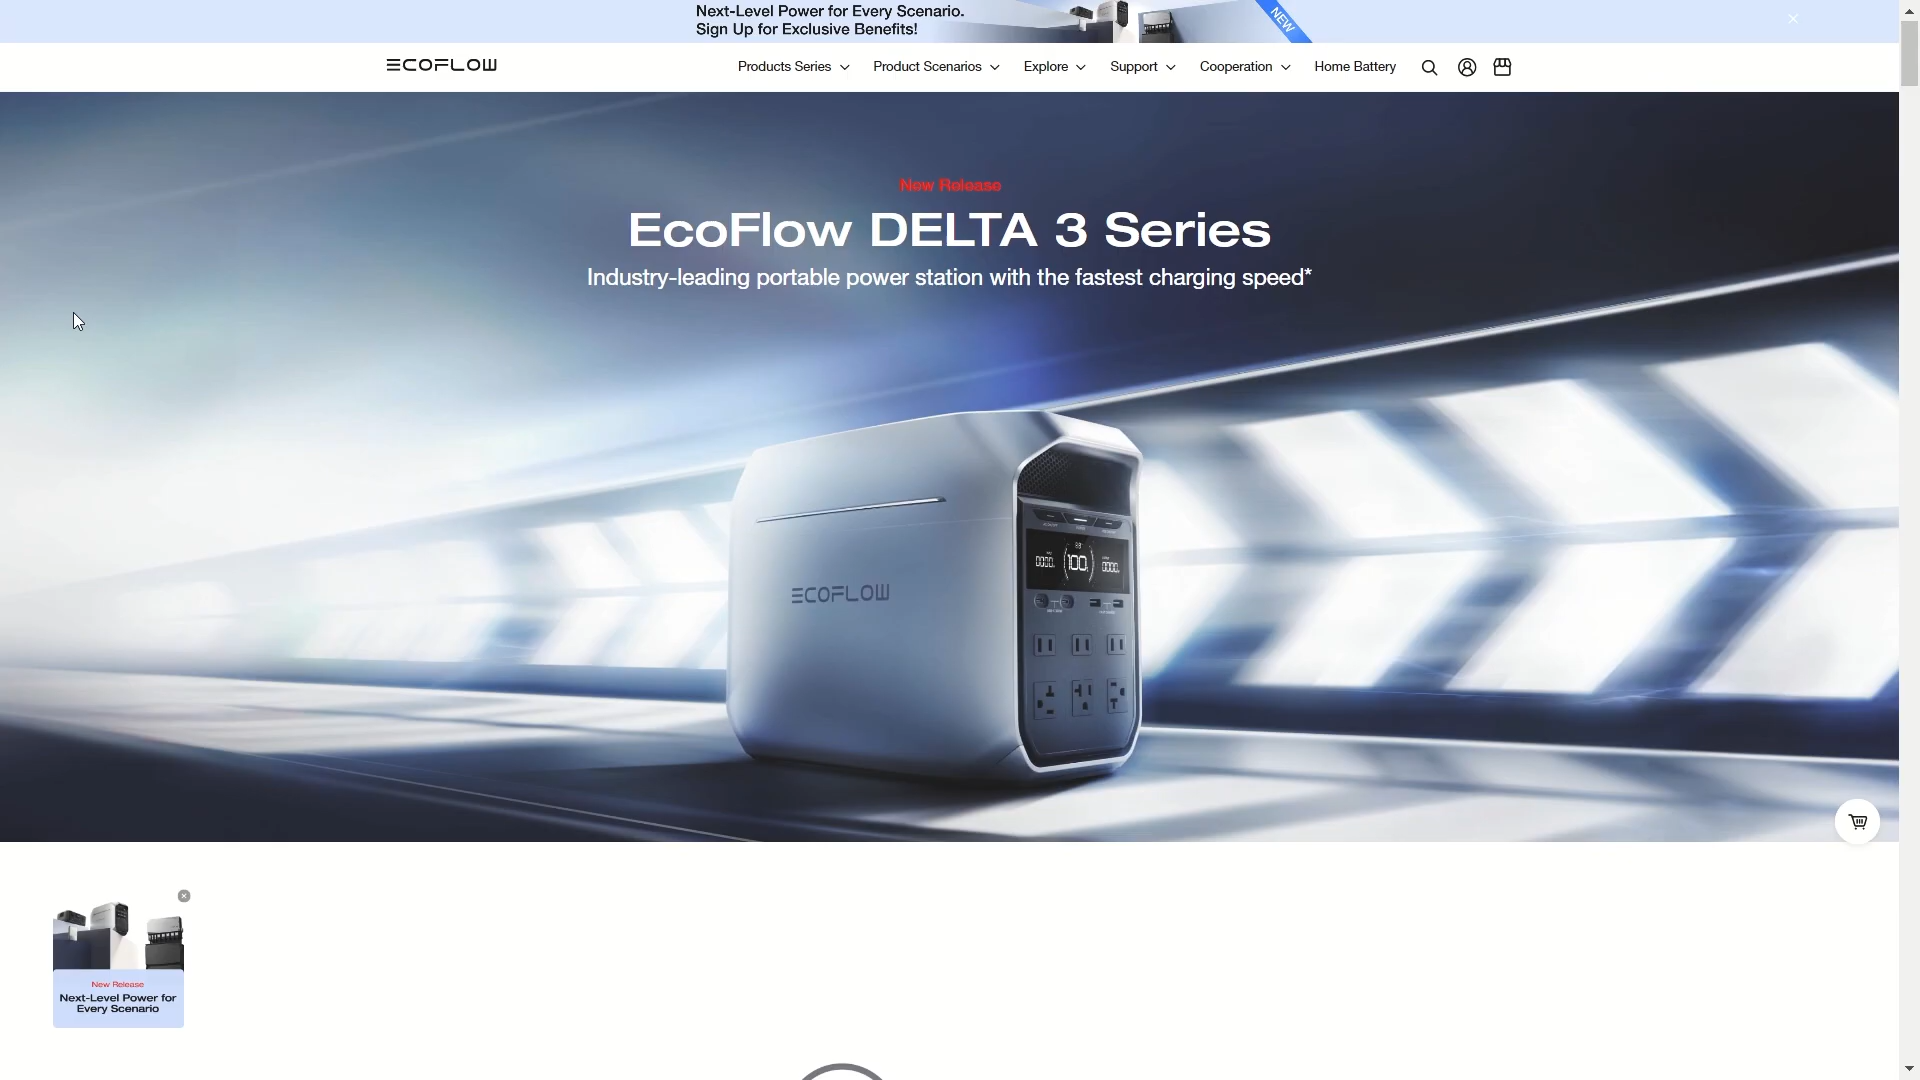 Next-Level Power for Every Scenario.
Sign Up for Exclusive Benefits!
NEW
ECOFLOW
Products Series
Product Scenarios
Explore
Support
Cooperation
Home Battery
New Release
EcoFlow DELTA 3 Series
Industry-leading portable power station with the fastest charging speed*
100
ECOFLOW
New Release
Next-Level Power for
Every Scenario